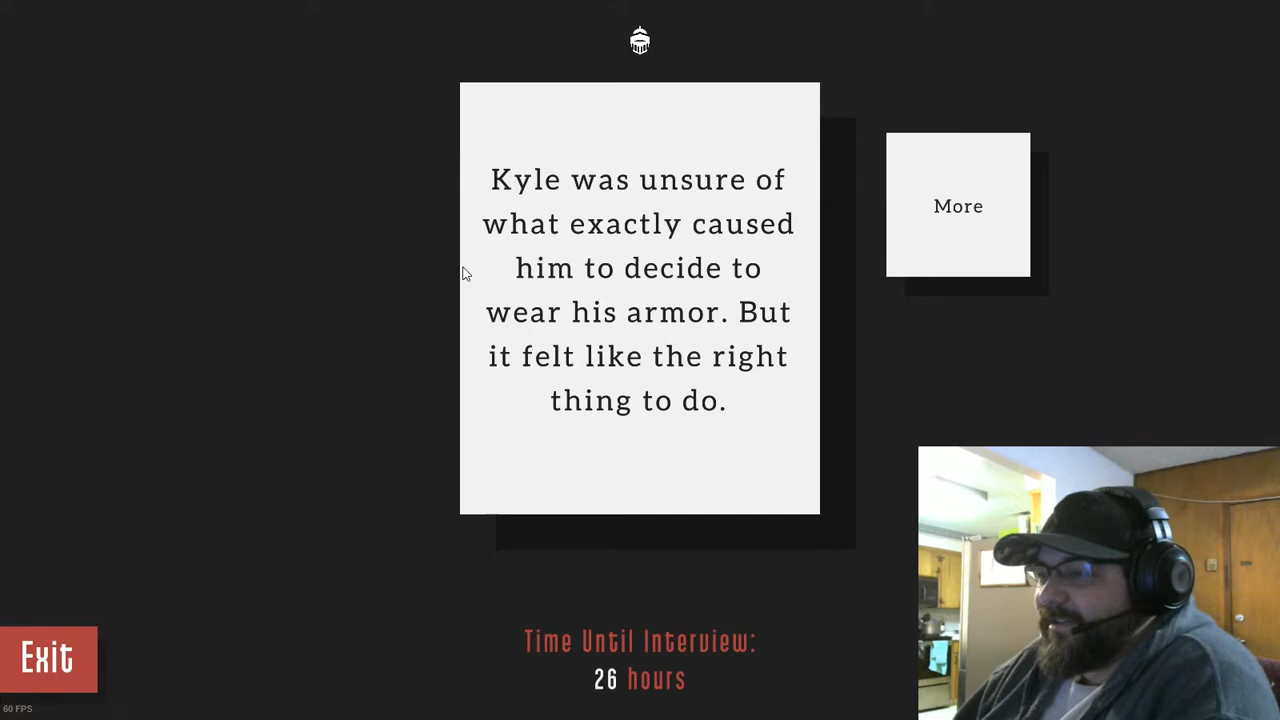 Kyle was unsure of
what exactly caused
him to decide to
wear his armor. But
it felt like the right
thing to do.
More
Time Until Interview:
26 hours
Exit
60 FPS